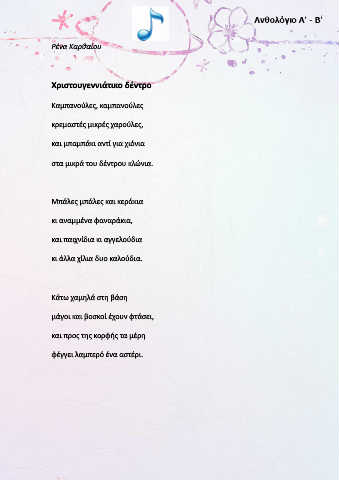 Ανθολόγιο Α' - Β'
Ρένα Καρθαίου
Χριστουγεννιάτικο δέντρο
Καμπανούλες, καμπανούλες
κρεμαστές μικρές χαρούλες,
και μπαμπάκι αντί για χιόνια
στα μικρά του δέντρου κλώνια.
Μπάλες μπάλες και κεράκια
κι αναμμένα φαναράκια,
και παιχνίδια κι αγγελούδια
κι άλλα χίλια δυο καλούδια.
Κάτω χαμηλά στη βάση
μάγοι και βοσκοί έχουν φτάσει,
και προς της κορφής τα μέρη
φέγγει λαμπερό ένα αστέρι.